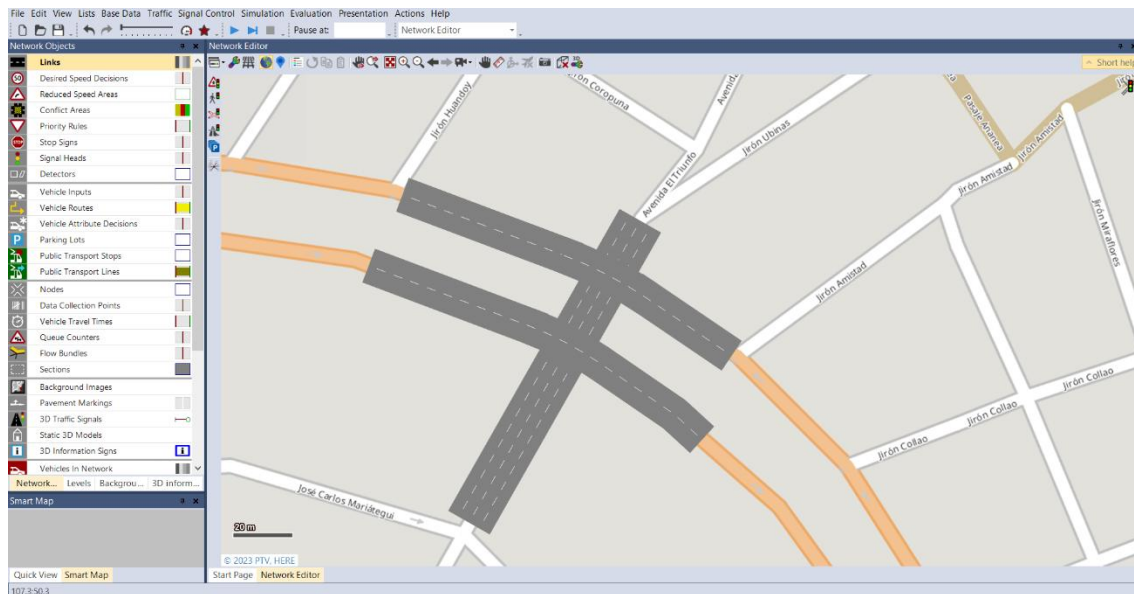 File Edit View Lists Base Data Traffic Signal Control Simulation Evaluation Presentation Actions Help
Pause at: Network Editor
Network Objects
Network Editor
Links
Short help
50
Desired Speed Decisions
Reduced Speed Areas
Conflict Areas
Priority Rules
STOP
Stop Signs
Signal Heads
Detectors
Vehicle Inputs
Vehicle Routes
Vehicle Attribute Decisions
P
Parking Lots
Public Transport Stops
Public Transport Lines
Nodes
Data Collection Points
Vehicle Travel Times
Queue Counters
Flow Bundles
Sections
Background Images
Pavement Markings
3D Traffic Signals
Static 3D Models
3D Information Signs
Vehicles In Network
Network... Levels Backgrou... 3D inform...
Smart Map
Quick View Smart Map
107.3:50.3
Jirón Huandoy
ón Coropuna
Avenida
Jirón Ubinas
Avenida El Triunfo
Pasaje Ananea
Jirón Amistad
Jirón Amistad
Jirón Amistad
Jirón Miraflores
Jirón Collao
Jirón Collao
Jirón Collao
José Carlos Mariátegui
20 m
© 2023 PTV, HERE
Start Page Network Editor